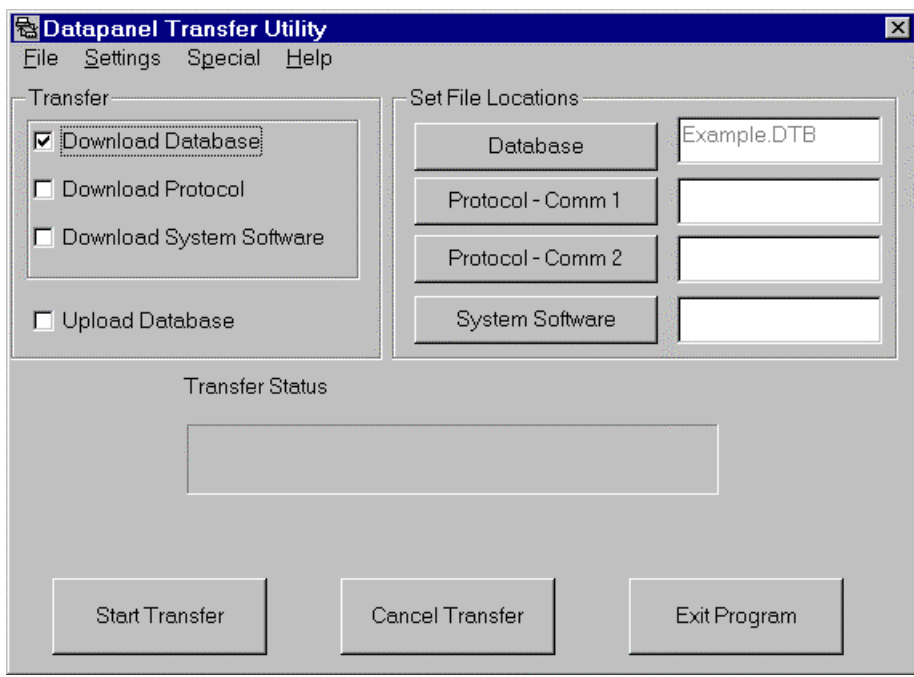 Datapanel Transfer Utility
File Settings Special Help
Transfer
Download Database
Download Protocol
Download System Software
Upload Database
Set File Locations
Database
Example.DTB
Protocol - Comm 1
Protocol - Comm 2
System Software
Transfer Status
Start Transfer
Cancel Transfer
Exit Program